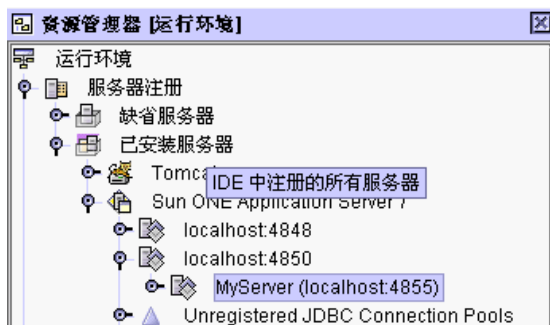 资源管理器 [运行环境]
运行环境
服务器注册
缺省服务器
已安装服务器
IDE 中注册的所有服务器
Sun ONE Application Server 7
localhost:4848
localhost:4850
MyServer (localhost:4855)
Unregistered JDBC Connection Pools